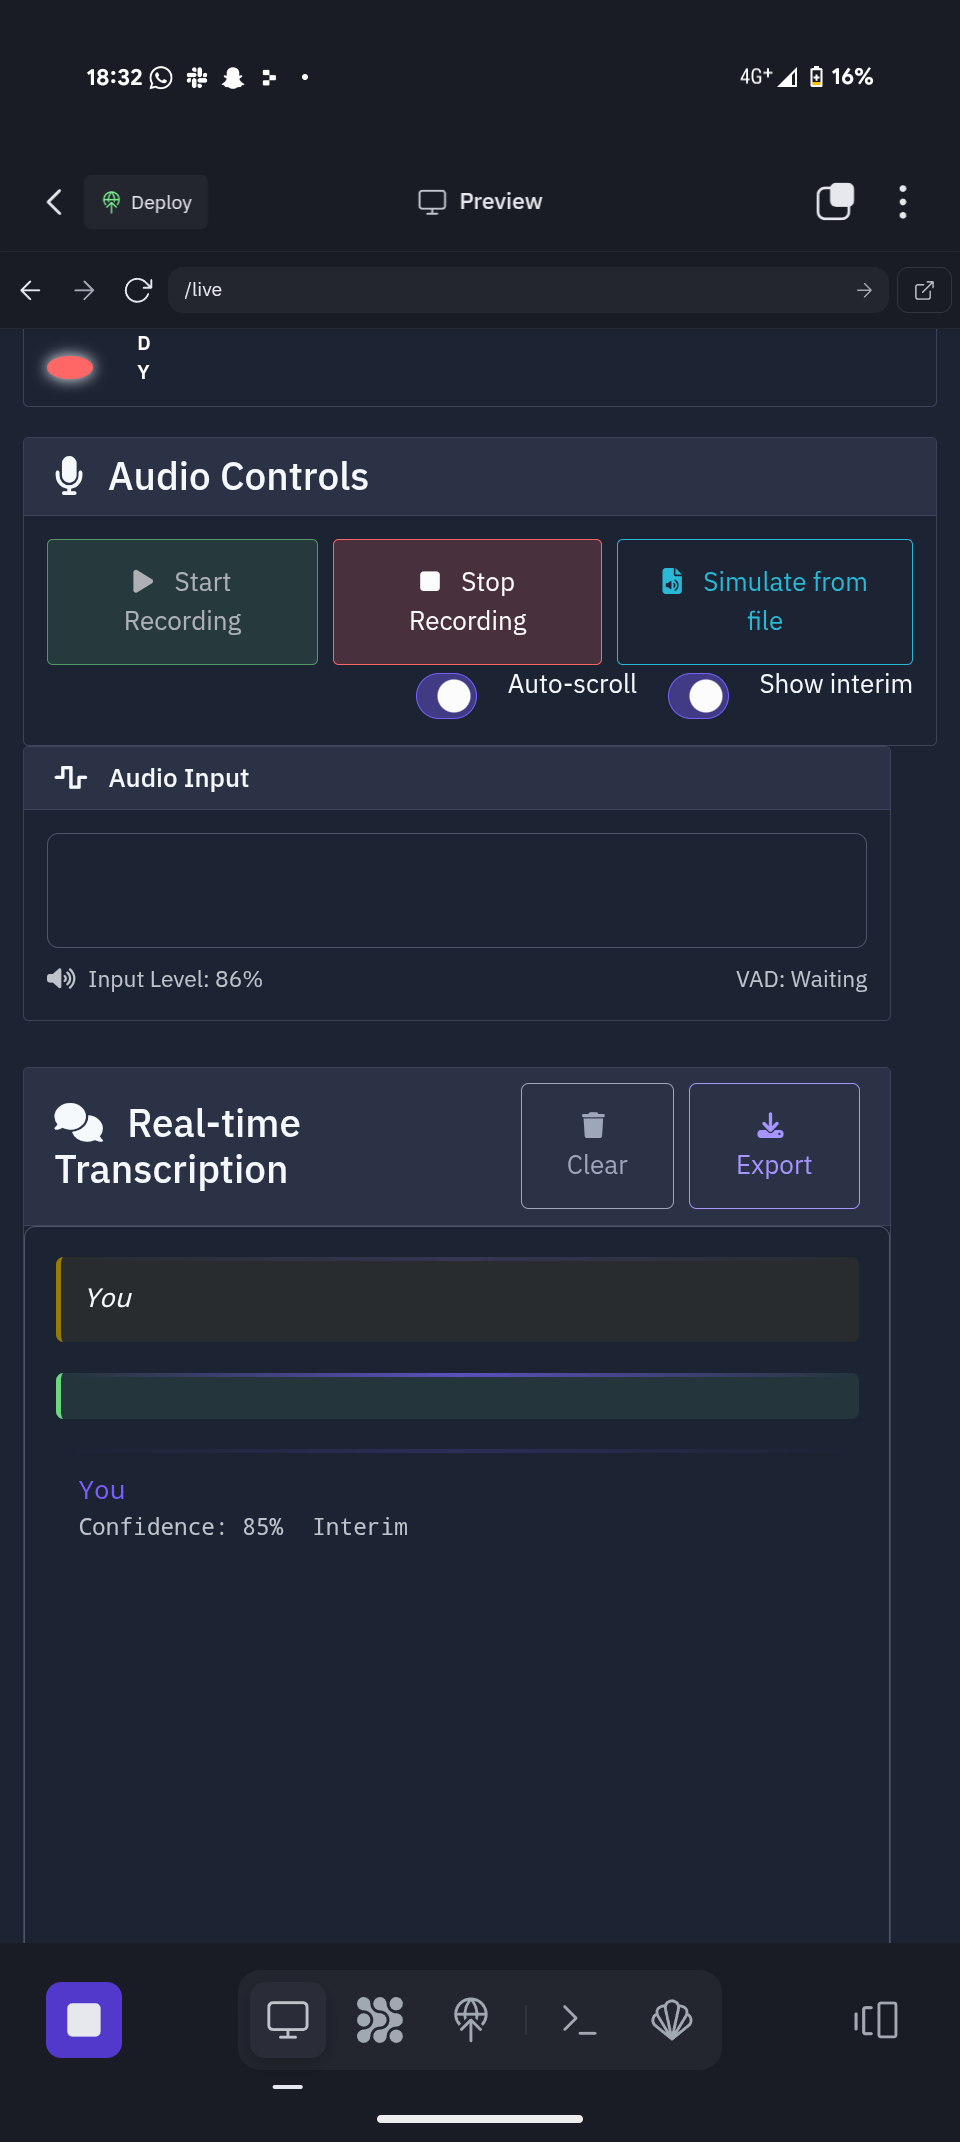 18:32
4G+ 16%
Deploy
Preview
/live
D
Y
Audio Controls
Start
Recording
Stop
Recording
Simulate from
file
Auto-scroll
Show interim
Audio Input
Input Level: 86%
VAD: Waiting
Real-time
Transcription
Clear
Export
You
You
Confidence: 85% Interim